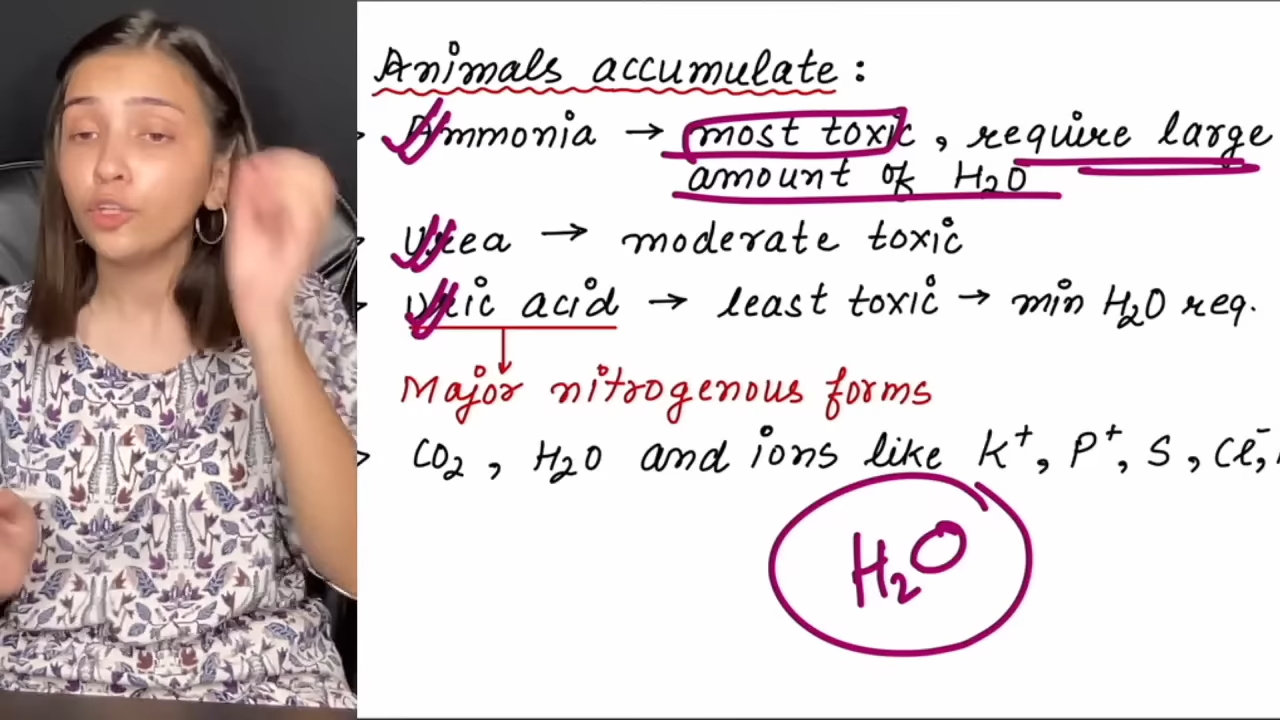 Animals accumulate :
> Ammonia → most toxic, require large
amount of H2O
> Urea → moderate toxic
> Uric acid → least toxic → min H2O req.
Major nitrogenous forms
> CO2, H2O and ions like K⁺, P⁺, S, Cl⁻,
H2O